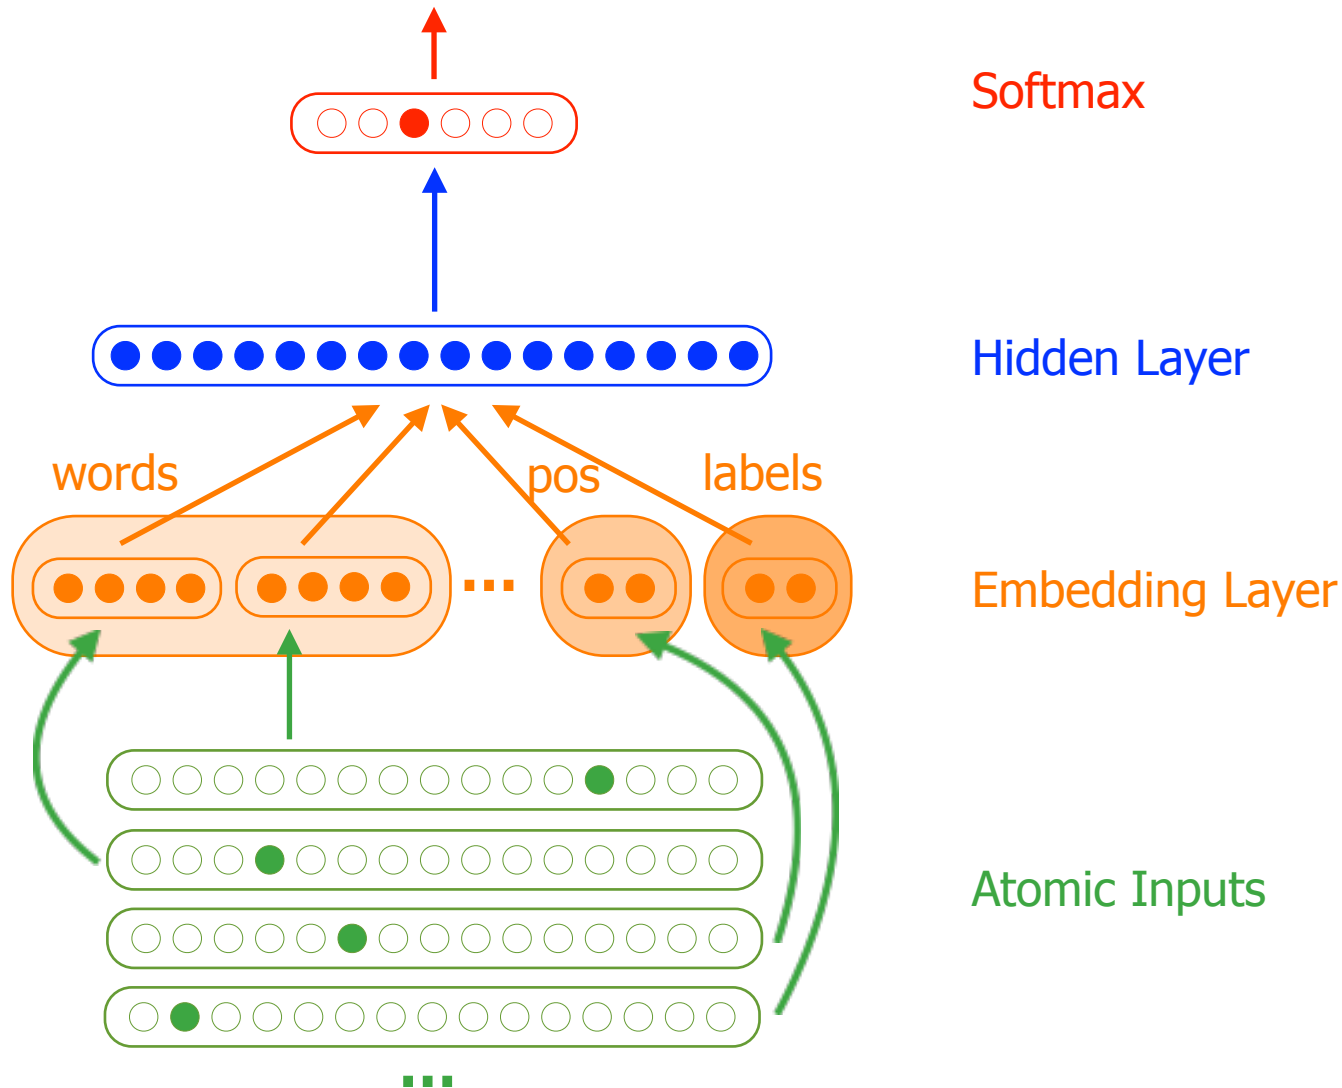 Softmax
Hidden Layer
words
pos
labels
...
Embedding Layer
Atomic Inputs
...